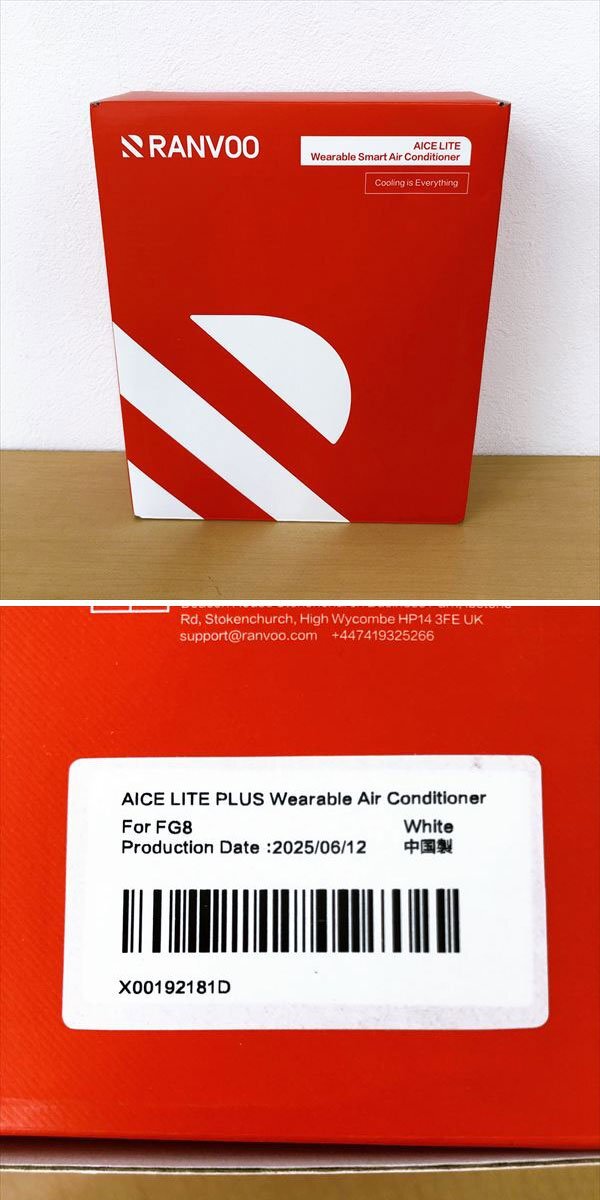 RANVOO
AICE LITE
Wearable Smart Air Conditioner
Cooling is Everything
Rd, Stokenchurch, High Wycombe HP14 3FE UK
support@ranvoo.com +447419325266
AICE LITE PLUS Wearable Air Conditioner
For FG8 White
Production Date :2025/06/12 中国製
X00192181D